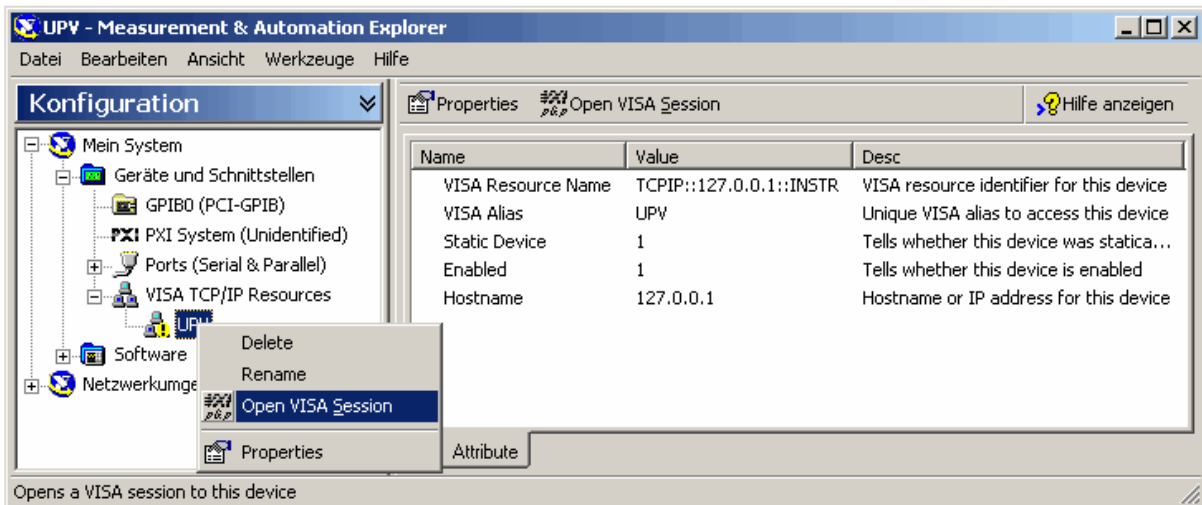 UPV - Measurement & Automation Explorer
Datei Bearbeiten Ansicht Werkzeuge Hilfe
Konfiguration
Properties Open VISA Session Hilfe anzeigen
Mein System
Geräte und Schnittstellen
GPIB0 (PCI-GPIB)
PXI PXI System (Unidentified)
Ports (Serial & Parallel)
VISA TCP/IP Resources
UPV
Software
Netzwerkumge
Delete
Rename
Open VISA Session
Properties
Name Value Desc
VISA Resource Name TCPIP::127.0.0.1::INSTR VISA resource identifier for this device
VISA Alias UPV Unique VISA alias to access this device
Static Device 1 Tells whether this device was statica...
Enabled 1 Tells whether this device is enabled
Hostname 127.0.0.1 Hostname or IP address for this device
Attribute
Opens a VISA session to this device